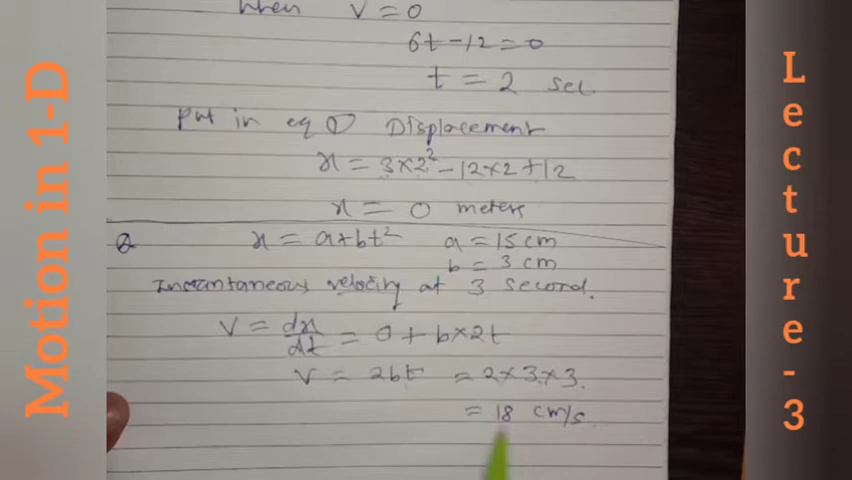 Motion in 1-D
When V = 0
6t - 12 = 0
t = 2 sec.
Put in eq ① Displacement
x = 3×2² - 12×2 + 12
x = 0 meters
Q x = a+bt² a = 15 cm
b = 3 cm
Instantaneous velocity at 3 second.
V = dx/dt = 0 + b×2t
V = 2bt = 2×3×3.
= 18 cm/s
Lecture-3